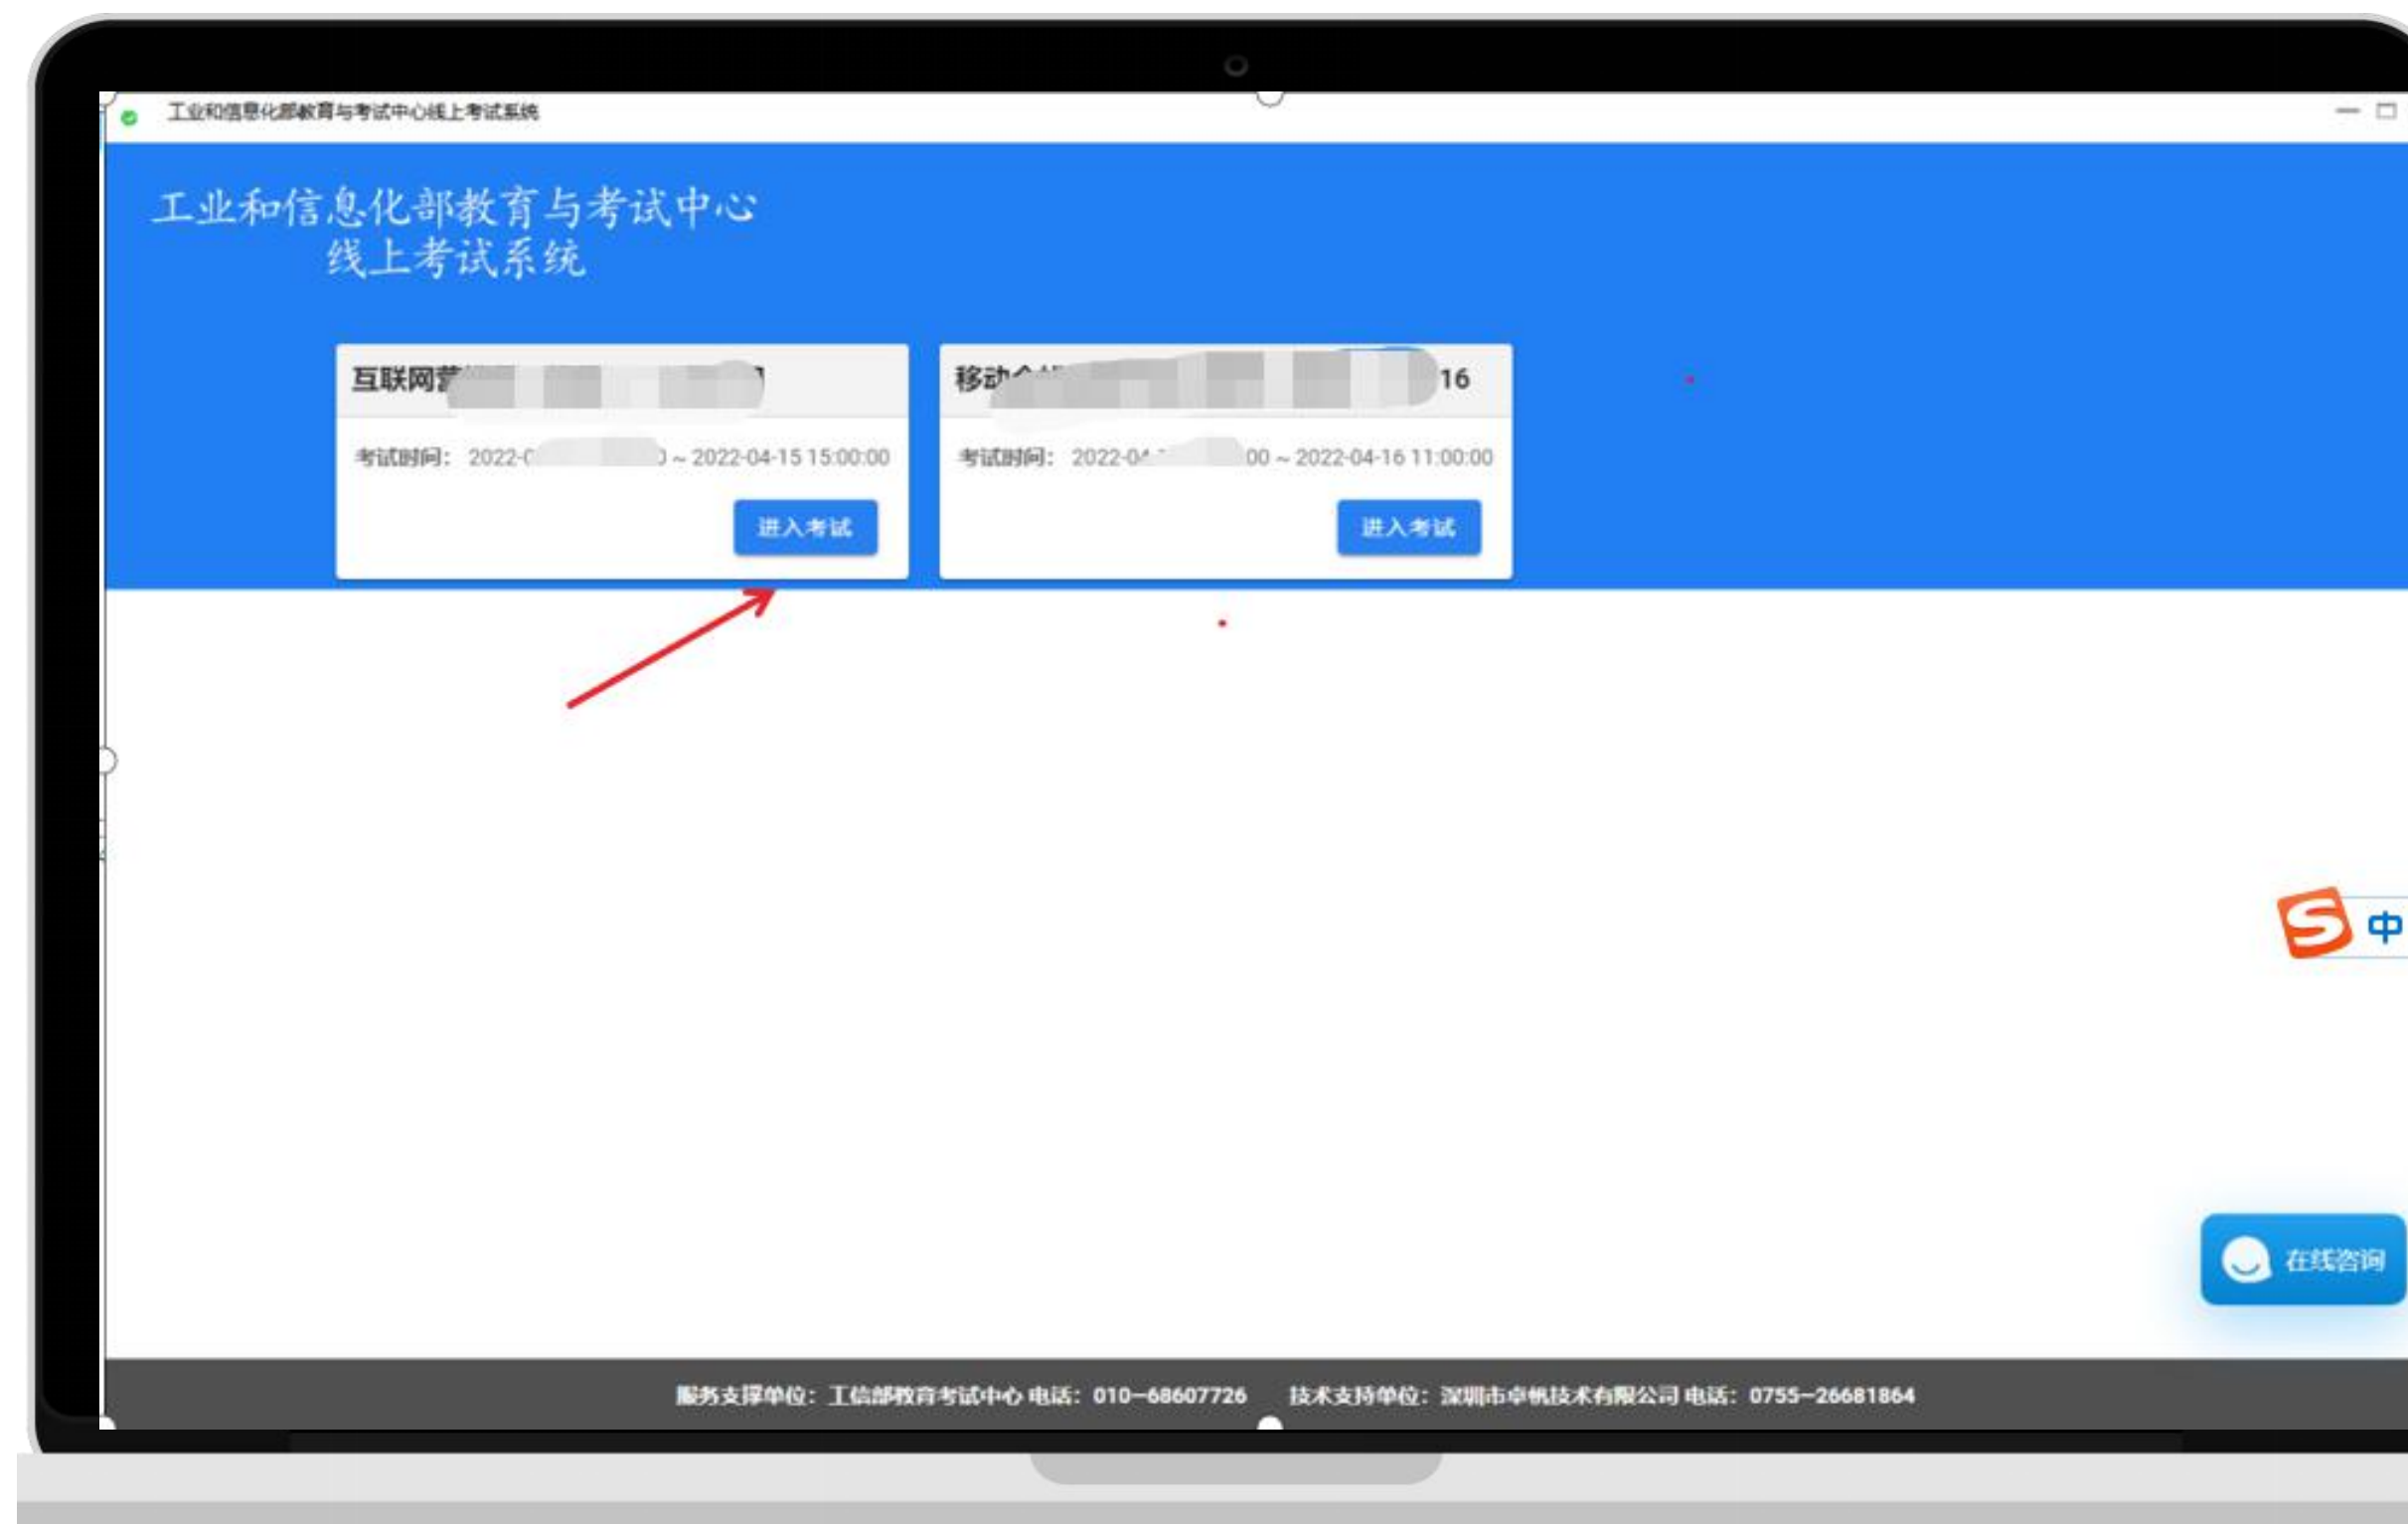 工业和信息化部教育与考试中心线上考试系统
工业和信息化部教育与考试中心
线上考试系统
互联网营
移动 16
考试时间： 2022-0 0 ~ 2022-04-15 15:00:00
考试时间： 2022-04 00 ~ 2022-04-16 11:00:00
进入考试
进入考试
中
在线咨询
服务支撑单位：工信部教育考试中心 电话：010-68607726 技术支持单位：深圳市卓帆技术有限公司 电话：0755-26681864